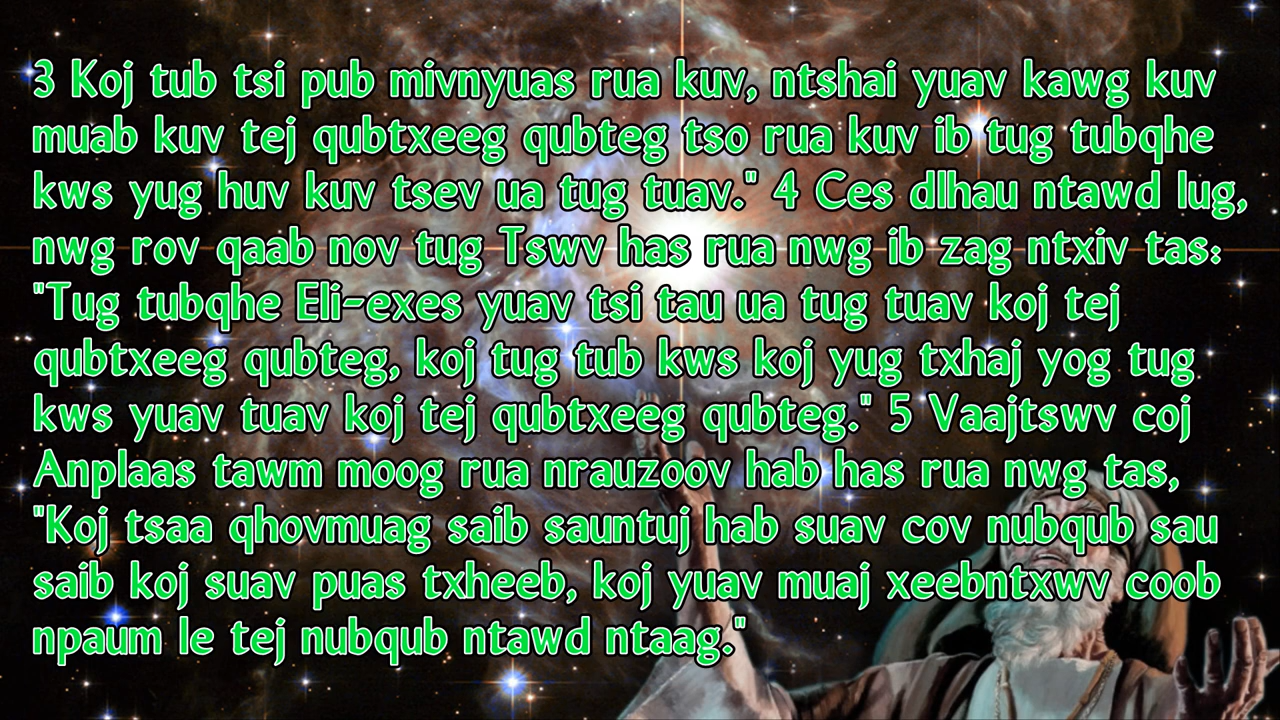 3 Koj tub tsi pub mivnyuas rua kuv, ntshai yuav kawg kuv
muab kuv tej qubtxeeg qubteg tso rua kuv ib tug tubqhe
kws yug huv kuv tsev ua tug tuav." 4 Ces dlhau ntawd lug,
nwg rov qaab nov tug Tswv has rua nwg ib zag ntxiv tas:
"Tug tubqhe Eli-exes yuav tsi tau ua tug tuav koj tej
qubtxeeg qubteg, koj tug tub kws koj yug txhaj yog tug
kws yuav tuav koj tej qubtxeeg qubteg." 5 Vaajtswv coj
Anplaas tawm moog rua nrauzoov hab has rua nwg tas,
"Koj tsaa qhovmuag saib sauntuj hab suav cov nubqub sau
saib koj suav puas txheeb, koj yuav muaj xeebntxwv coob
npaum le tej nubqub ntawd ntaag."